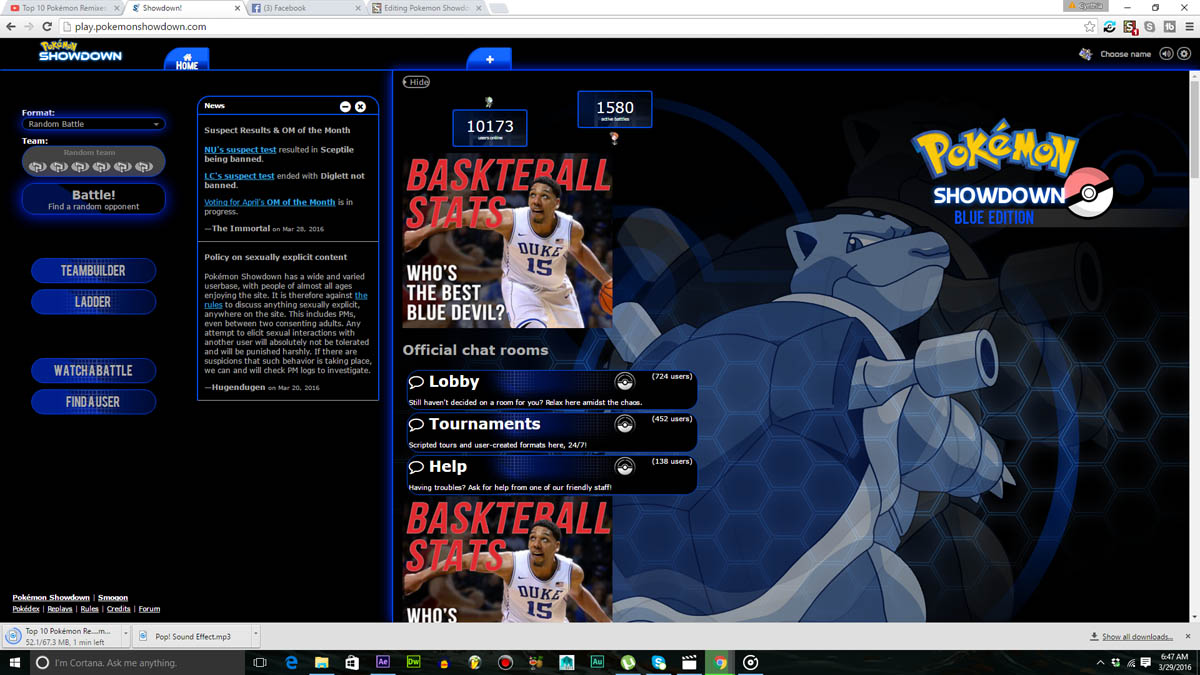 Top 10 Pokémon Remixes
Showdown!
(3) Facebook
Editing Pokemon Showdo
Cynthia
play.pokemonshowdown.com
Pokémon
SHOWDOWN
HOME
+
Choose name
Format:
Random Battle
Team:
Random team
Battle!
Find a random opponent
TEAMBUILDER
LADDER
WATCH A BATTLE
FIND A USER
News
Suspect Results & OM of the Month
NU's suspect test resulted in Sceptile
being banned.
LC's suspect test ended with Diglett not
banned.
Voting for April's OM of the Month is in
progress.
—The Immortal on Mar 28, 2016
Policy on sexually explicit content
Pokémon Showdown has a wide and varied
userbase, with people of almost all ages
enjoying the site. It is therefore against the
rules to discuss anything sexually explicit,
anywhere on the site. This includes PMs,
even between two consenting adults. Any
attempt to elicit sexual interactions with
another user will absolutely not be tolerated
and will be punished harshly. If there are
suspicions that such behavior is taking place,
we can and will check PM logs to investigate.
—Hugendugen on Mar 20, 2016
Hide
10173
users online
1580
active battles
BASKETBALL
STATS
DUKE
15
WHO'S
THE BEST
BLUE DEVIL?
Official chat rooms
Lobby
(724 users)
Still haven't decided on a room for you? Relax here amidst the chaos.
Tournaments
(452 users)
Scripted tours and user-created formats here, 24/7!
Help
(138 users)
Having troubles? Ask for help from one of our friendly staff!
BASKETBALL
STATS
DUKE
15
WHO'S
POKéMON
SHOWDOWN
BLUE EDITION
Pokémon Showdown | Smogon
Pokédex | Replays | Rules | Credits | Forum
Top 10 Pokémon Re....m...
52.1/67.3 MB, 1 min left
Pop! Sound Effect.mp3
Show all downloads...
I'm Cortana. Ask me anything.
Ae
Dw
Au
6:47 AM
3/29/2016